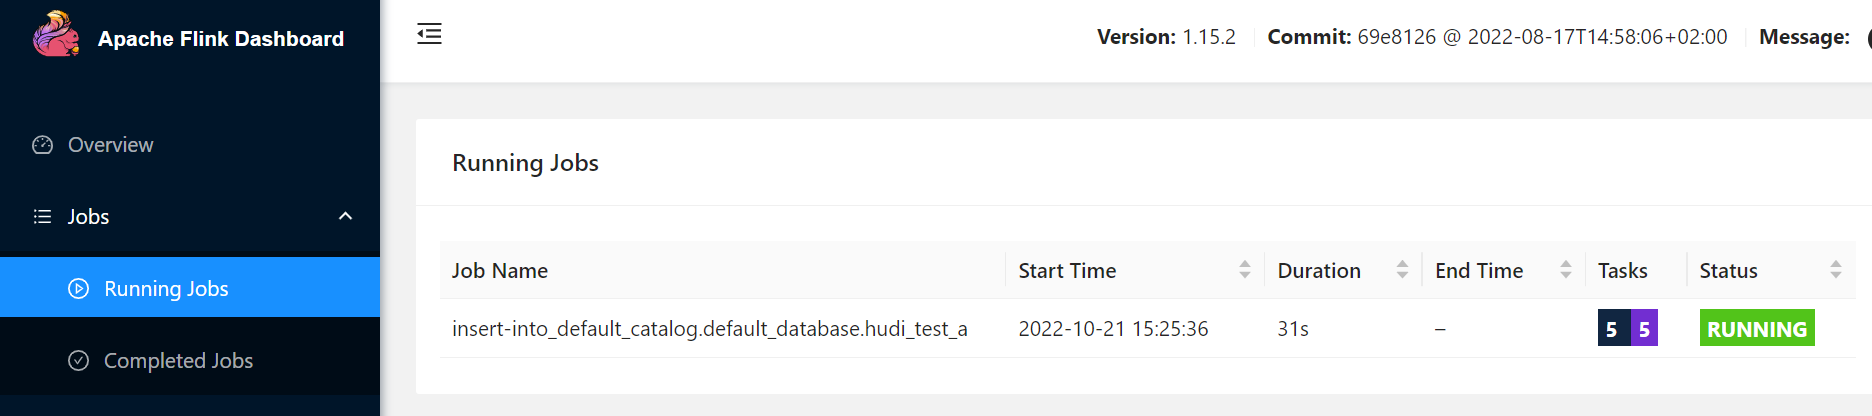 Apache Flink Dashboard
Version: 1.15.2 Commit: 69e8126 @ 2022-08-17T14:58:06+02:00 Message:
Overview
Jobs
Running Jobs
Completed Jobs
Running Jobs
Job Name Start Time Duration End Time Tasks Status
insert-into_default_catalog.default_database.hudi_test_a 2022-10-21 15:25:36 31s – 5 5 RUNNING